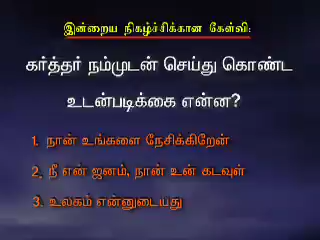 இன்றைய நிகழ்ச்சிக்கான கேள்வி:
கர்த்தர் நம்முடன் செய்து கொண்ட
உடன்படிக்கை என்ன?
1. நான் உங்களை நேசிக்கிறேன்
2. நீ என் ஜனம், நான் உன் கடவுள்
3. உலகம் என்னுடையது